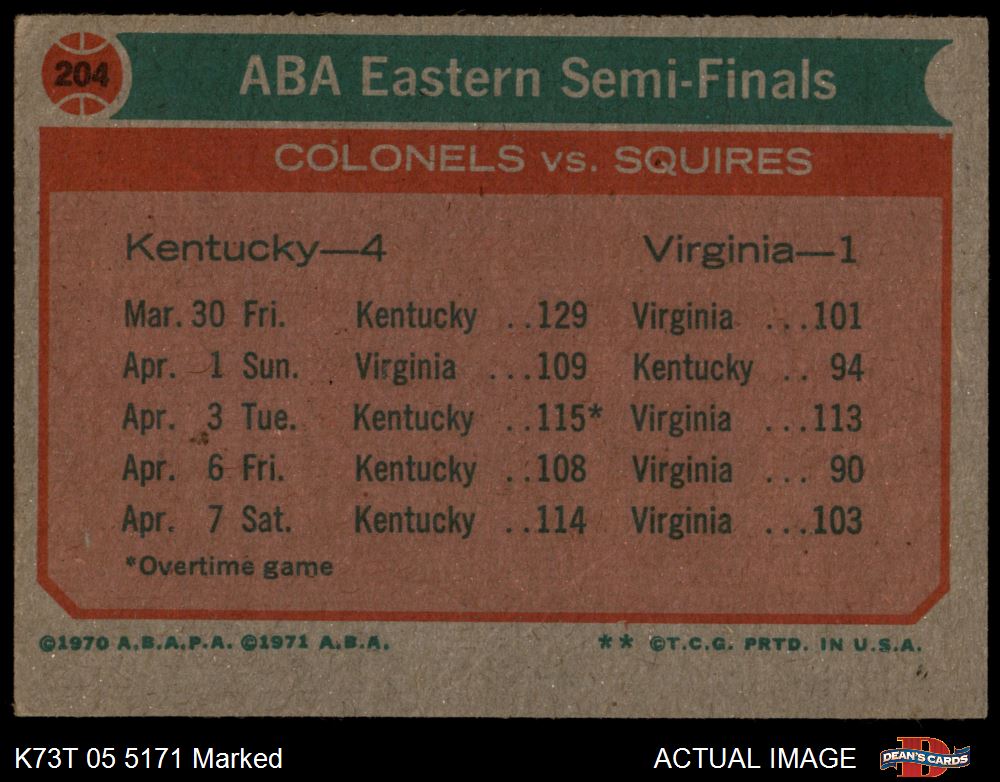 204 ABA Eastern Semi-Finals
COLONELS vs. SQUIRES
Kentucky—4 Virginia—1
Mar. 30 Fri. Kentucky ..129 Virginia ...101
Apr. 1 Sun. Virginia ...109 Kentucky .. 94
Apr. 3 Tue. Kentucky ..115* Virginia ...113
Apr. 6 Fri. Kentucky ..108 Virginia ... 90
Apr. 7 Sat. Kentucky ..114 Virginia ...103
*Overtime game
©1970 A.B.A.P.A. ©1971 A.B.A. ** ©T.C.G. PRTD. IN U.S.A.
K73T 05 5171 Marked ACTUAL IMAGE DEAN'S CARDS